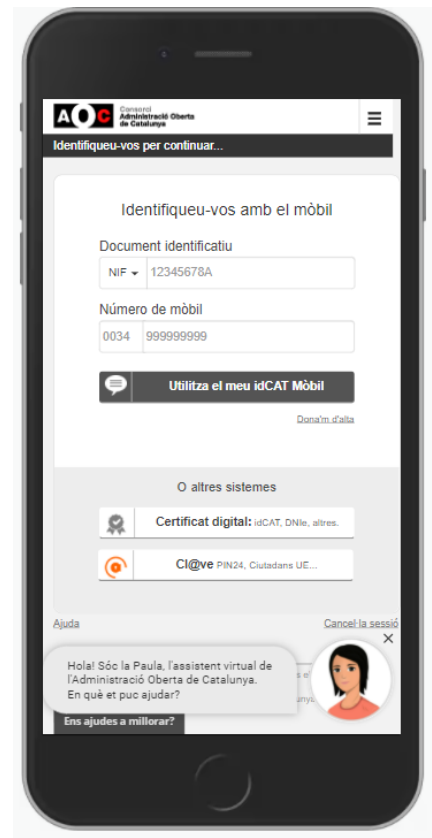 AOC Consorci
Administració Oberta
de Catalunya
Identifiqueu-vos per continuar...
Identifiqueu-vos amb el mòbil
Document identificatiu
NIF 12345678A
Número de mòbil
0034 999999999
Utilitza el meu idCAT Mòbil
Dona'm d'alta
O altres sistemes
Certificat digital: idCAT, DNIe, altres.
Cl@ve PIN24, Ciutadans UE...
Ajuda Cancel·la sessió
Hola! Sóc la Paula, l'assistent virtual de
l'Administració Oberta de Catalunya.
En què et puc ajudar?
Ens ajudes a millorar?